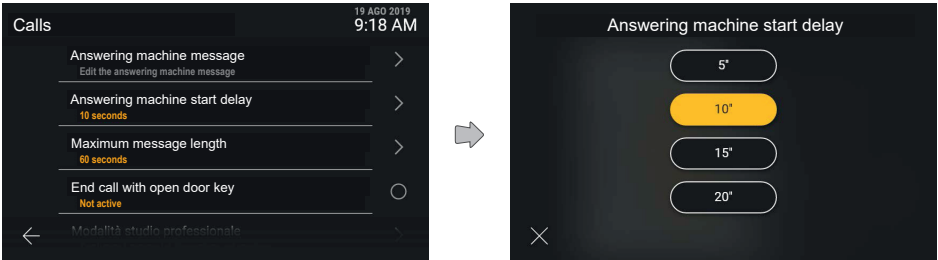 Calls
19 AGO 2019
9:18 AM
Answering machine message
Edit the answering machine message
Answering machine start delay
10 seconds
Maximum message length
60 seconds
End call with open door key
Not active
Modalità studio professionale
Answering machine start delay
5"
10"
15"
20"